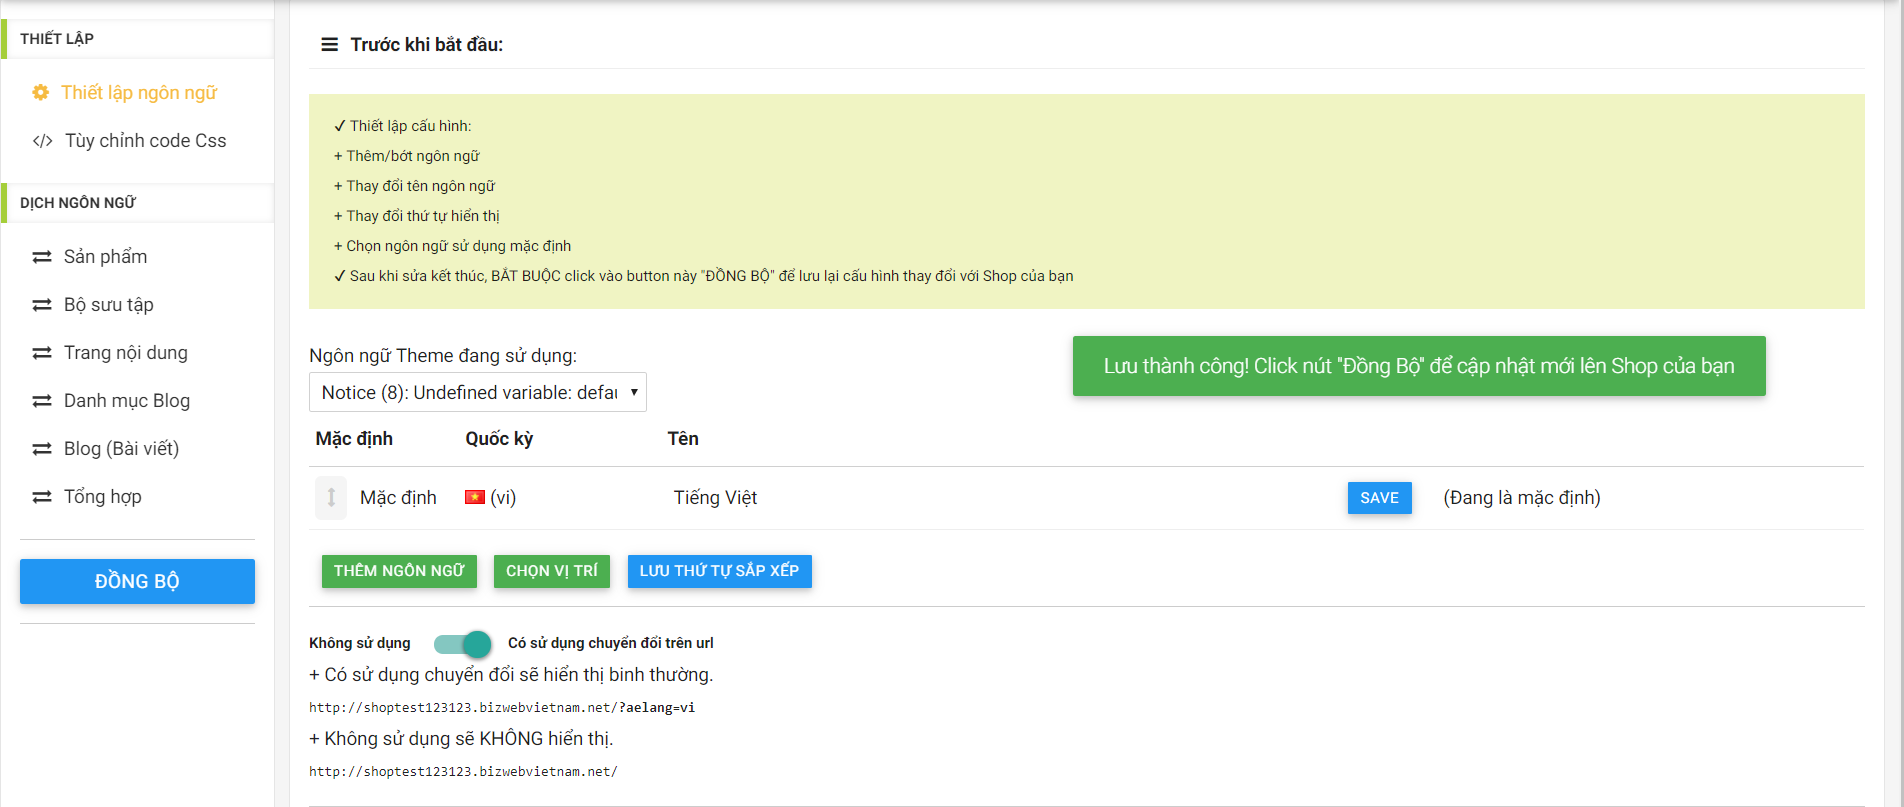 THIẾT LẬP
Thiết lập ngôn ngữ
Tùy chỉnh code Css
DỊCH NGÔN NGỮ
Sản phẩm
Bộ sưu tập
Trang nội dung
Danh mục Blog
Blog (Bài viết)
Tổng hợp
ĐỒNG BỘ
Trước khi bắt đầu:
✓ Thiết lập cấu hình:
+ Thêm/bớt ngôn ngữ
+ Thay đổi tên ngôn ngữ
+ Thay đổi thứ tự hiển thị
+ Chọn ngôn ngữ sử dụng mặc định
✓ Sau khi sửa kết thúc, BẮT BUỘC click vào button này "ĐỒNG BỘ" để lưu lại cấu hình thay đổi với Shop của bạn
Lưu thành công! Click nút "Đồng Bộ" để cập nhật mới lên Shop của bạn
Ngôn ngữ Theme đang sử dụng:
Notice (8): Undefined variable: defau
Mặc định Quốc kỳ Tên
Mặc định (vi) Tiếng Việt SAVE (Đang là mặc định)
THÊM NGÔN NGỮ CHỌN VỊ TRÍ LƯU THỨ TỰ SẮP XẾP
Không sử dụng Có sử dụng chuyển đổi trên url
+ Có sử dụng chuyển đổi sẽ hiển thị bình thường.
http://shoptest123123.bizwebvietnam.net/?aelang=vi
+ Không sử dụng sẽ KHÔNG hiển thị.
http://shoptest123123.bizwebvietnam.net/